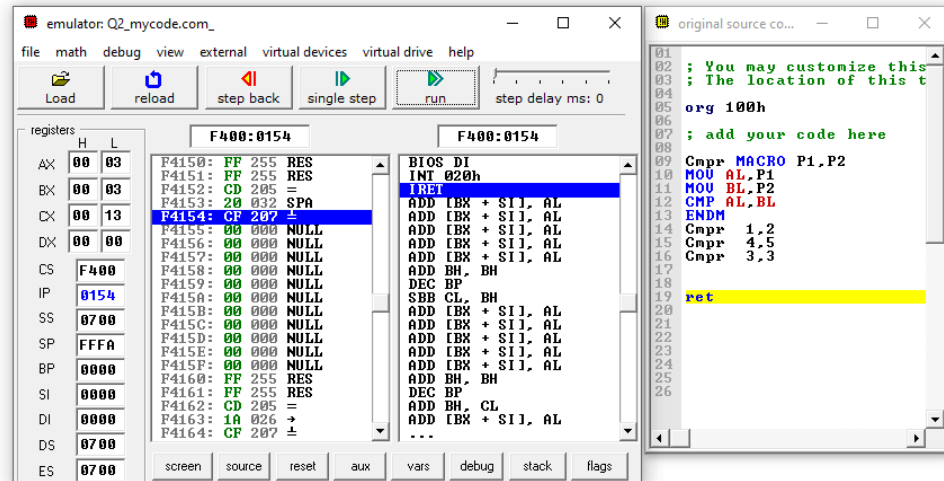 emulator: Q2_mycode.com_
file math debug view external virtual devices virtual drive help
Load reload step back single step run step delay ms: 0
registers
H L
F400:0154 F400:0154
AX 00 03
BX 00 03
CX 00 13
DX 00 00
CS F400
IP 0154
SS 0700
SP FFFA
BP 0000
SI 0000
DI 0000
DS 0700
ES 0700
F4150: FF 255 RES
F4151: FF 255 RES
F4152: CD 205 =
F4153: 20 032 SPA
F4154: CF 207 ╧
F4155: 00 000 NULL
F4156: 00 000 NULL
F4157: 00 000 NULL
F4158: 00 000 NULL
F4159: 00 000 NULL
F415A: 00 000 NULL
F415B: 00 000 NULL
F415C: 00 000 NULL
F415D: 00 000 NULL
F415E: 00 000 NULL
F415F: 00 000 NULL
F4160: FF 255 RES
F4161: FF 255 RES
F4162: CD 205 =
F4163: 1A 026 →
F4164: CF 207 ╧
BIOS DI
INT 020h
IRET
ADD [BX + SI], AL
ADD [BX + SI], AL
ADD [BX + SI], AL
ADD [BX + SI], AL
ADD [BX + SI], AL
ADD BH, BH
DEC BP
SBB CL, BH
ADD [BX + SI], AL
ADD [BX + SI], AL
ADD [BX + SI], AL
ADD [BX + SI], AL
ADD [BX + SI], AL
ADD BH, BH
DEC BP
ADD BH, CL
ADD [BX + SI], AL
...
screen source reset aux vars debug stack flags
original source co...
01
02 ; You may customize this
03 ; The location of this t
04
05 org 100h
06
07 ; add your code here
08
09 Cmpr MACRO P1,P2
10 MOV AL,P1
11 MOV BL,P2
12 CMP AL,BL
13 ENDM
14 Cmpr 1,2
15 Cmpr 4,5
16 Cmpr 3,3
17
18
19 ret
20
21
22
23
24
25
26